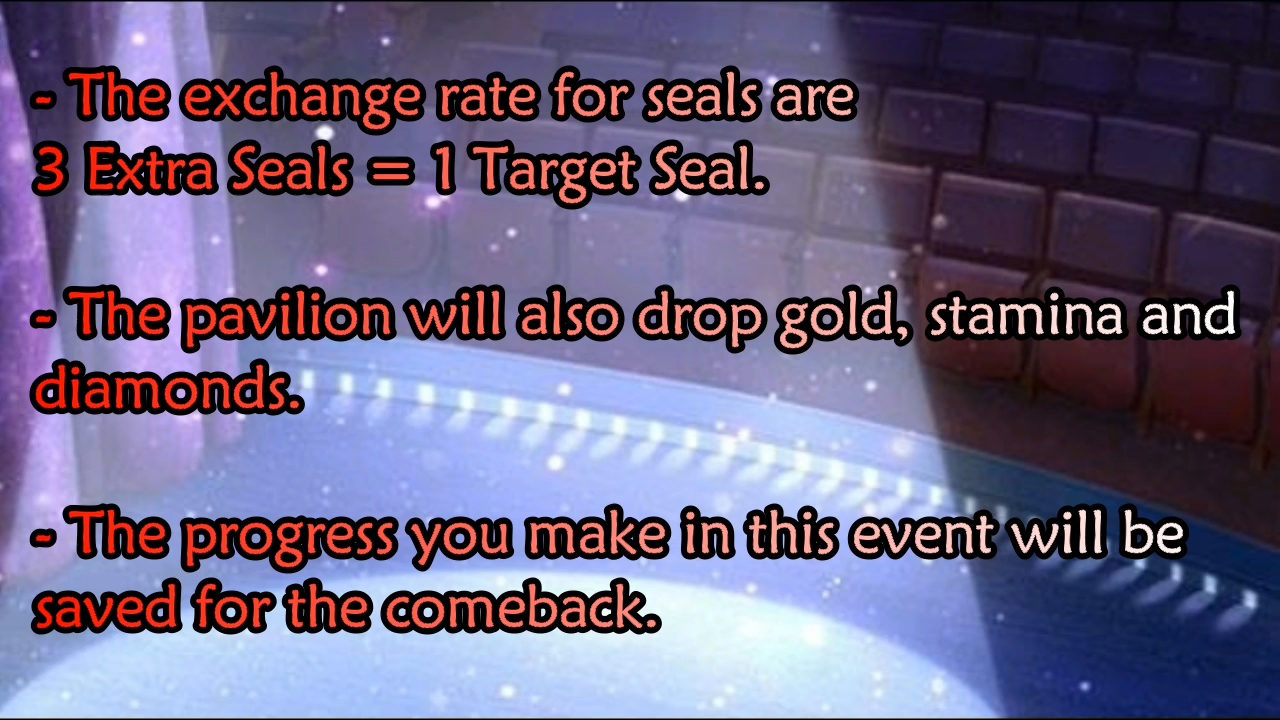 - The exchange rate for seals are
3 Extra Seals = 1 Target Seal.
- The pavilion will also drop gold, stamina and
diamonds.
- The progress you make in this event will be
saved for the comeback.